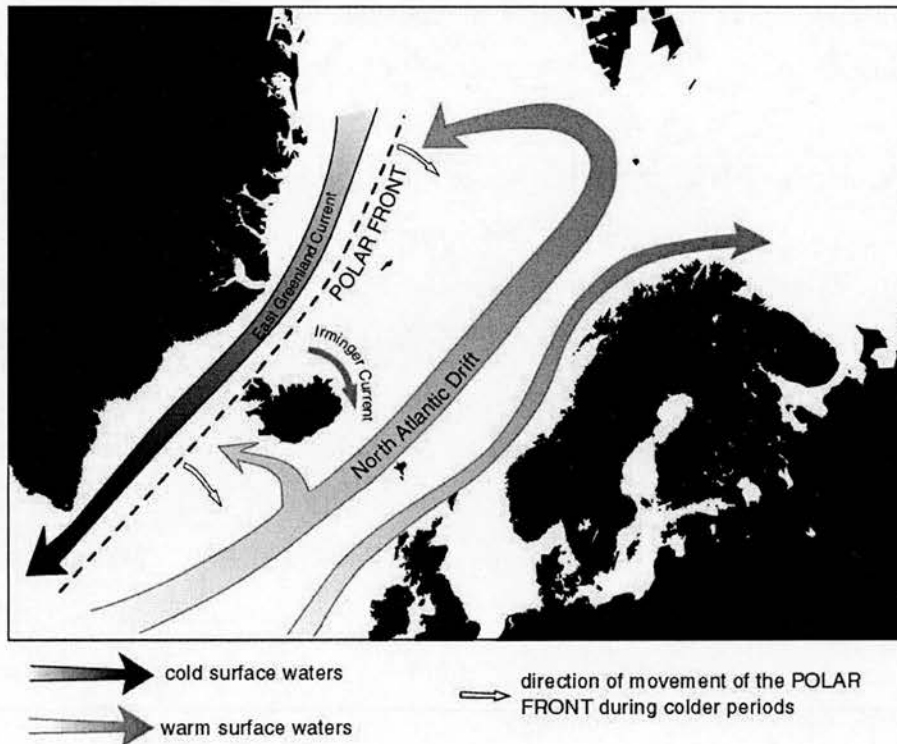 East Greenland Current
POLAR FRONT
Irminger Current
North Atlantic Drift
cold surface waters
warm surface waters
direction of movement of the POLAR
FRONT during colder periods